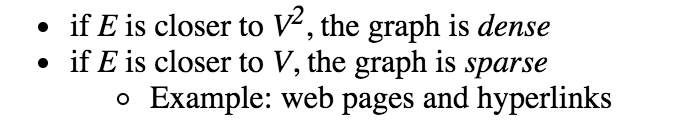 • if E is closer to V², the graph is dense
• if E is closer to V, the graph is sparse
○ Example: web pages and hyperlinks